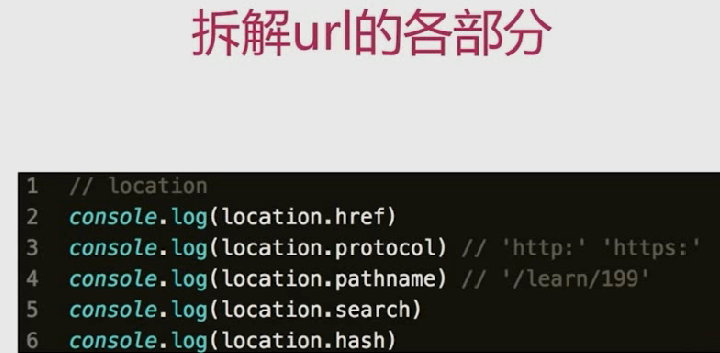 拆解url的各部分
1 // location
2 console.log(location.href)
3 console.log(location.protocol) // 'http:' 'https:'
4 console.log(location.pathname) // '/learn/199'
5 console.log(location.search)
6 console.log(location.hash)